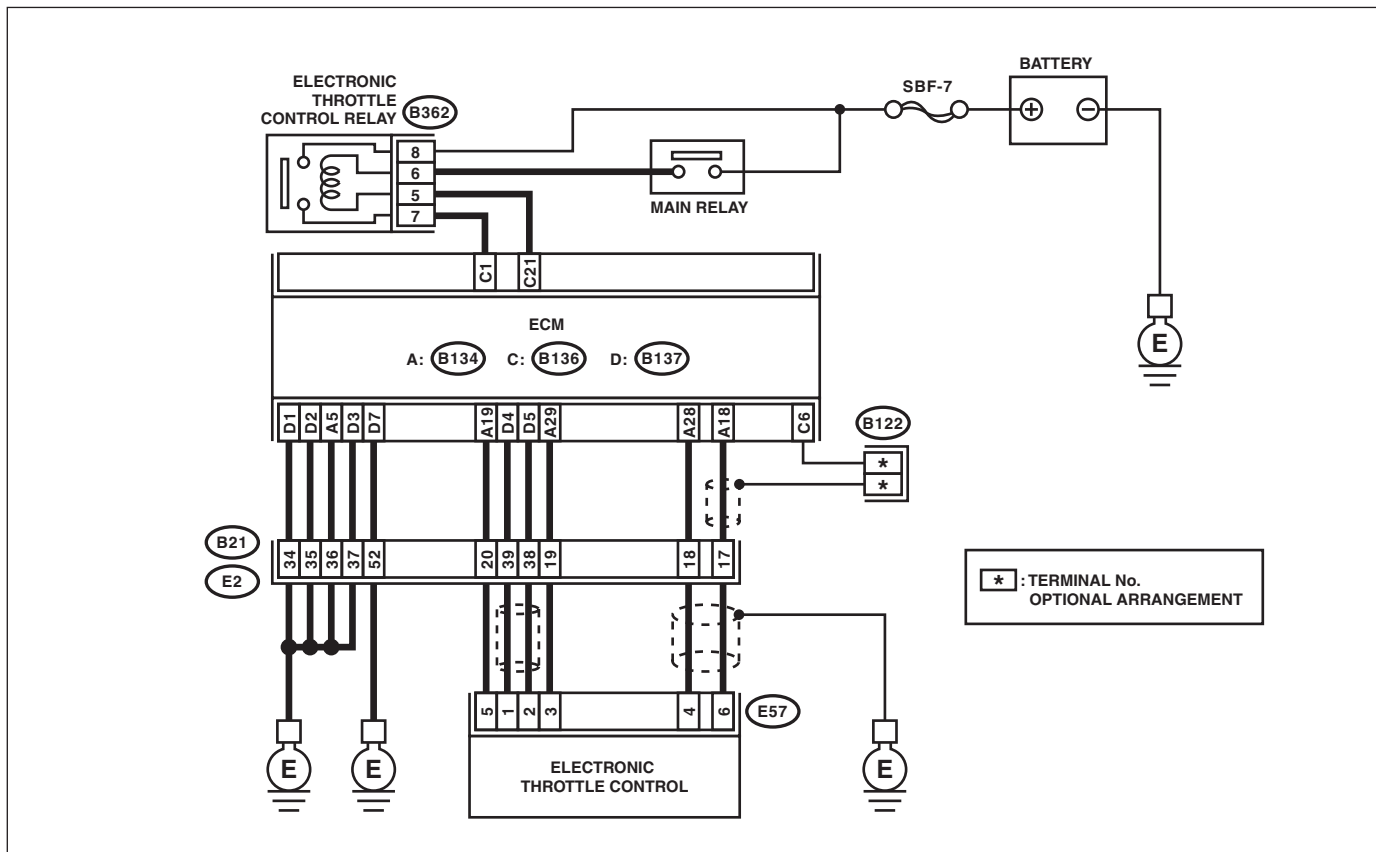 BATTERY
SBF-7
ELECTRONIC
THROTTLE
CONTROL RELAY
B362
8
6
5
7
MAIN RELAY
E
C1
C21
ECM
A: B134 C: B136 D: B137
D1
D2
A5
D3
D7
A19
D4
D5
A29
A28
A18
C6
B122
*
*
B21
E2
34
35
36
37
52
20
39
38
19
18
17
* : TERMINAL No.
OPTIONAL ARRANGEMENT
5
1
2
3
4
6
E57
ELECTRONIC
THROTTLE CONTROL
E
E
E